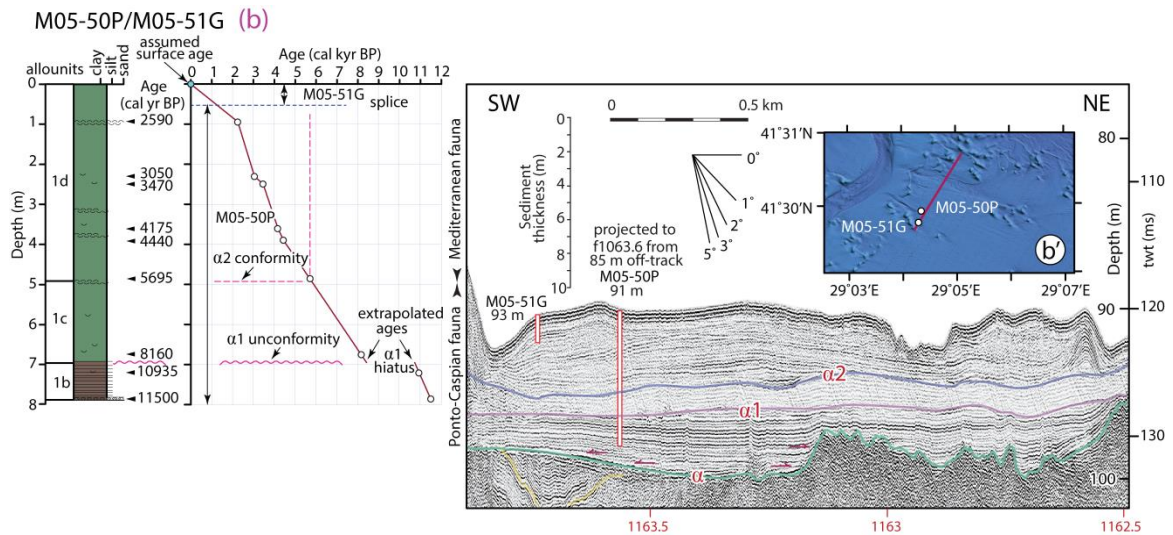 M05-50P/M05-51G (b)
assumed
surface age
Age (cal kyr BP)
0 1 2 3 4 5 6 7 8 9 10 11 12
allounits
clay
silt
sand
Age
(cal yr BP)
M05-51G
splice
Depth (m)
0
1
2
3
4
5
6
7
8
1d
1c
1b
2590
3050
3470
4175
4440
5695
8160
10935
11500
M05-50P
α2 conformity
α1 unconformity
extrapolated
ages
α1
hiatus
Mediterranean fauna
Ponto-Caspian fauna
SW
NE
0 0.5 km
Sediment
thickness (m)
0
2
4
6
8
10
0°
1°
2°
3°
5°
projected to
f1063.6 from
85 m off-track
M05-50P
91 m
M05-51G
93 m
41°31′N
41°30′N
M05-50P
M05-51G
b′
29°03′E 29°05′E 29°07′E
Depth (m)
twt (ms)
80
90
100
110
120
130
α2
α1
α
1163.5 1163 1162.5